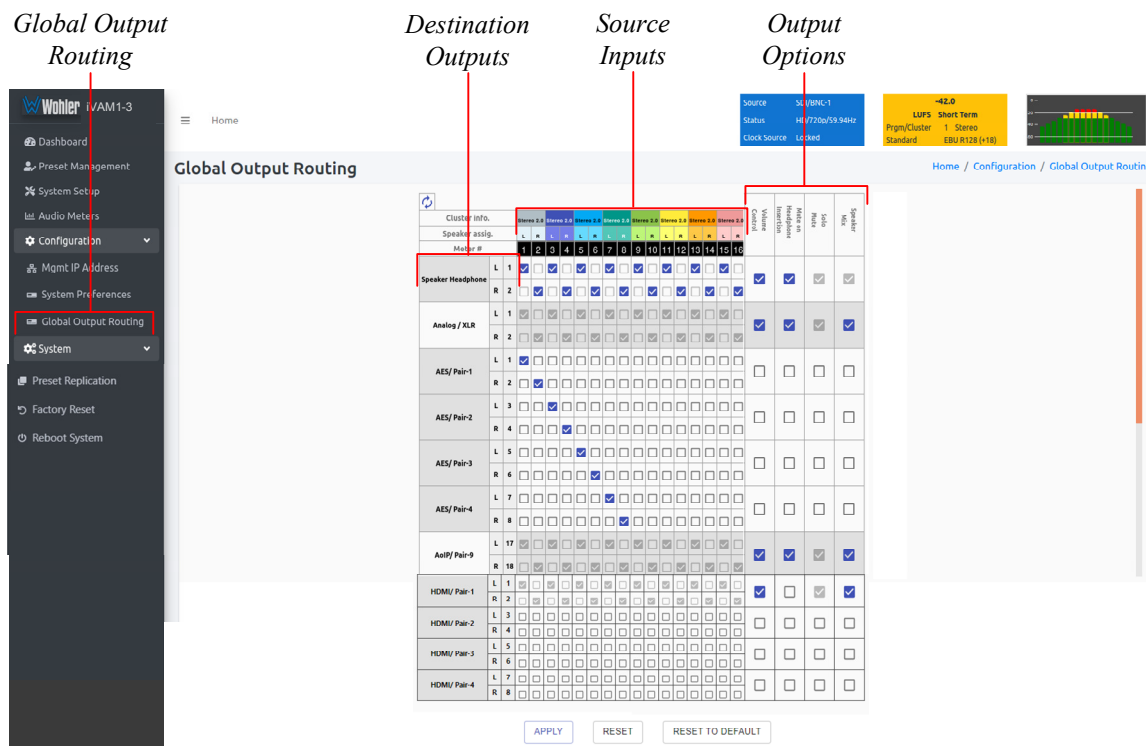 Global Output
Routing
Destination
Outputs
Source
Inputs
Output
Options
Wohler iVAM1-3
Dashboard
Preset Management
System Setup
Audio Meters
Configuration
Mgmt IP Address
System Preferences
Global Output Routing
System
Preset Replication
Factory Reset
Reboot System
Home
Source SDI/BNC-1
Status HD/720p/59.94Hz
Clock Source Locked
-42.0
LUFS Short Term
Prgm/Cluster 1 Stereo
Standard EBU R128 (+18)
Global Output Routing
Home / Configuration / Global Output Routin
Cluster info. Stereo 2.0 Stereo 2.0 Stereo 2.0 Stereo 2.0 Stereo 2.0 Stereo 2.0 Stereo 2.0 Stereo 2.0
Speaker assig. L R L R L R L R L R L R L R L R
Meter # 1 2 3 4 5 6 7 8 9 10 11 12 13 14 15 16
Volume
Control
Mute on
Headphone
Insertion
Solo
Mute
Speaker
Mix
Speaker Headphone
L 1
R 2
Analog / XLR
L 1
R 2
AES/ Pair-1
L 1
R 2
AES/ Pair-2
L 3
R 4
AES/ Pair-3
L 5
R 6
AES/ Pair-4
L 7
R 8
AoIP/ Pair-9
L 17
R 18
HDMI/ Pair-1
L 1
R 2
HDMI/ Pair-2
L 3
R 4
HDMI/ Pair-3
L 5
R 6
HDMI/ Pair-4
L 7
R 8
APPLY
RESET
RESET TO DEFAULT